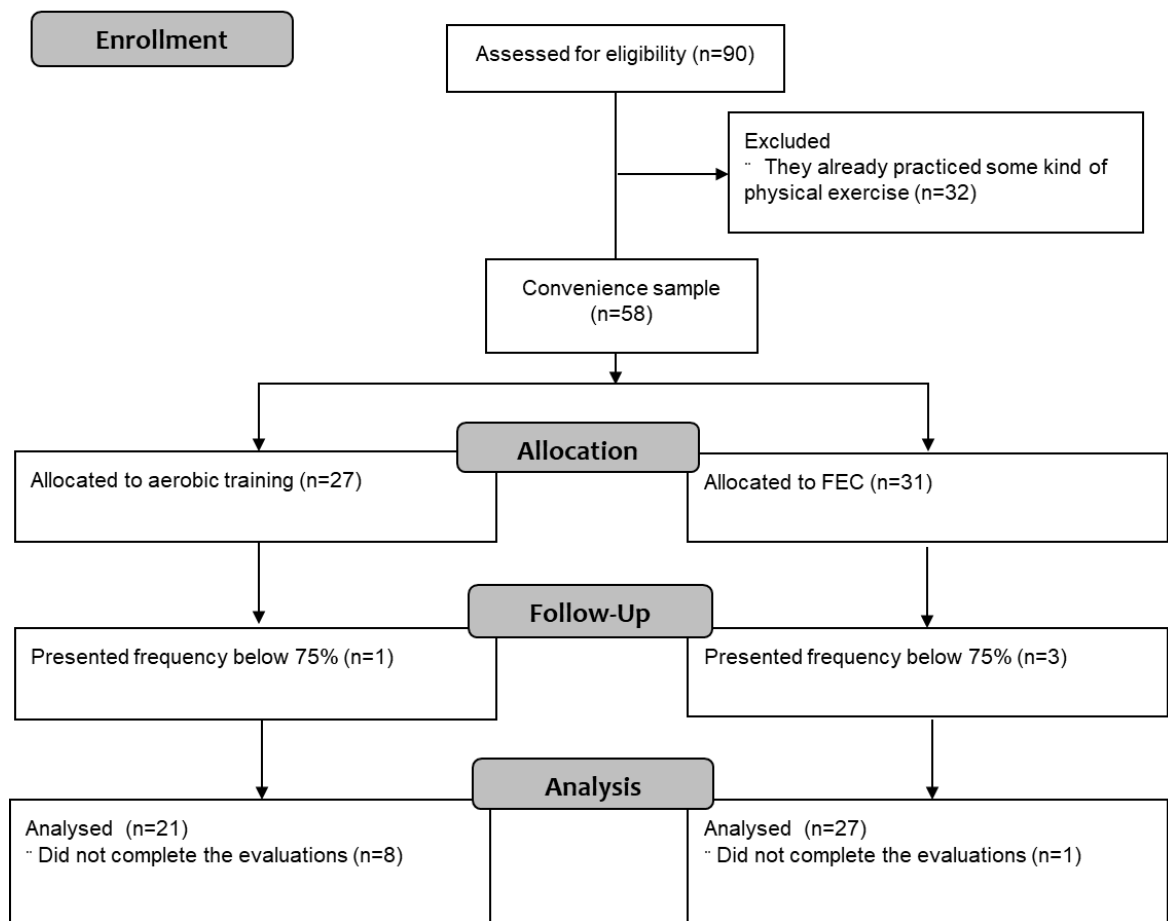 Enrollment
Assessed for eligibility (n=90)
Excluded
¨ They already practiced some kind of
physical exercise (n=32)
Convenience sample
(n=58)
Allocation
Allocated to aerobic training (n=27)
Allocated to FEC (n=31)
Follow-Up
Presented frequency below 75% (n=1)
Presented frequency below 75% (n=3)
Analysis
Analysed (n=21)
¨ Did not complete the evaluations (n=8)
Analysed (n=27)
¨ Did not complete the evaluations (n=1)